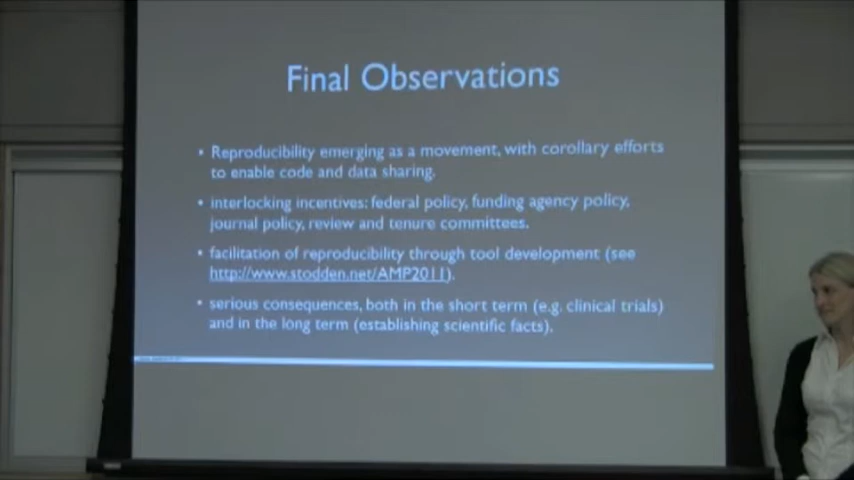 Final Observations
• Reproducibility emerging as a movement, with corollary efforts
to enable code and data sharing.
• interlocking incentives: federal policy, funding agency policy,
journal policy, review and tenure committees.
• facilitation of reproducibility through tool development (see
http://www.stodden.net/AMP2011).
• serious consequences, both in the short term (e.g. clinical trials)
and in the long term (establishing scientific facts).